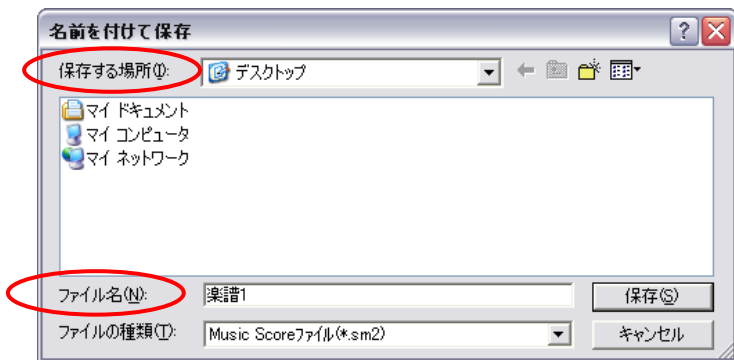 名前を付けて保存
保存する場所(I): デスクトップ
マイ ドキュメント
マイ コンピュータ
マイ ネットワーク
ファイル名(N): 楽譜1 保存(S)
ファイルの種類(T): Music Scoreファイル(*.sm2) キャンセル